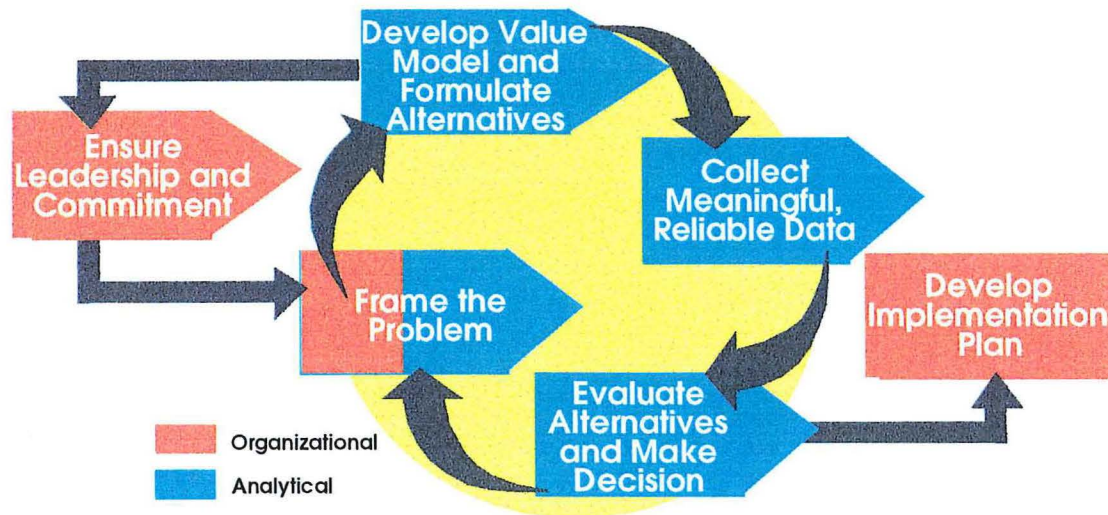 Develop Value
Model and
Formulate
Alternatives
Ensure
Leadership and
Commitment
Collect
Meaningful,
Reliable Data
Frame the
Problem
Develop
Implementation
Plan
Evaluate
Alternatives
and Make
Decision
Organizational
Analytical